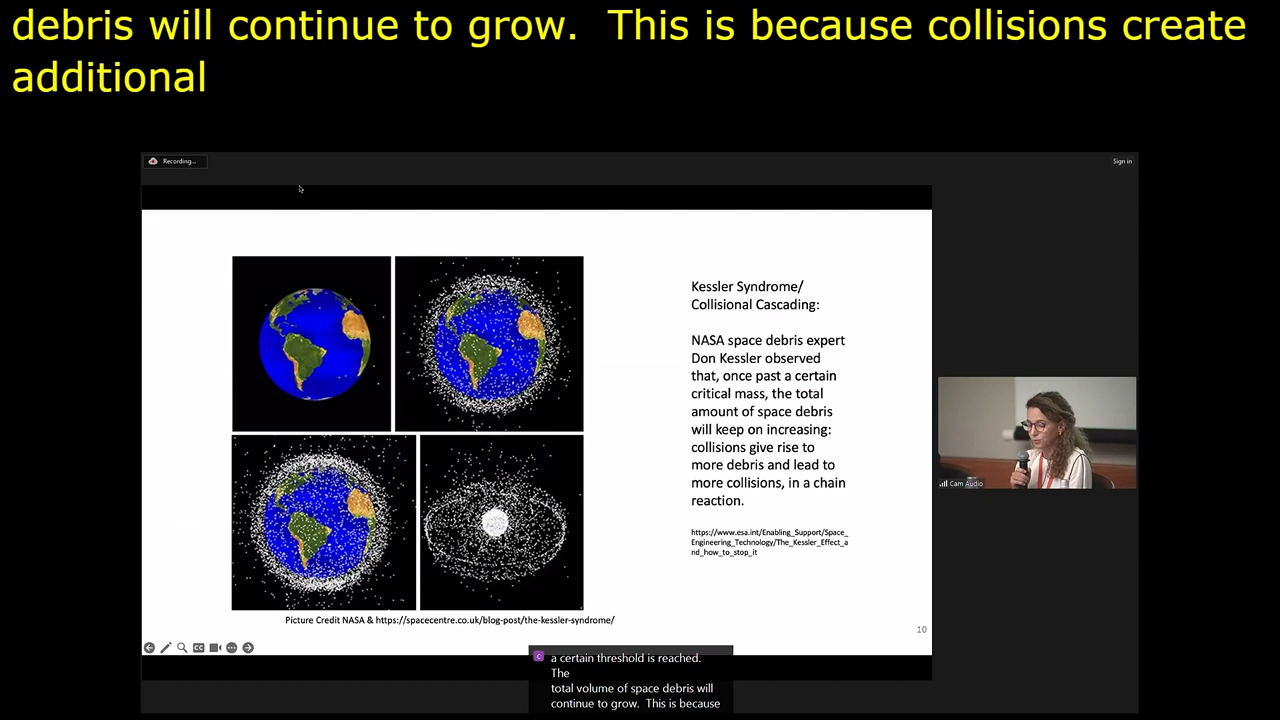 debris will continue to grow.  This is because collisions create
additional
Recording...
Sign in
Kessler Syndrome/
Collisional Cascading:
NASA space debris expert
Don Kessler observed
that, once past a certain
critical mass, the total
amount of space debris
will keep on increasing:
collisions give rise to
more debris and lead to
more collisions, in a chain
reaction.
https://www.esa.int/Enabling_Support/Space_
Engineering_Technology/The_Kessler_Effect_a
nd_how_to_stop_it
Cam Audio
Picture Credit NASA & https://spacecentre.co.uk/blog-post/the-kessler-syndrome/
10
CC
C
a certain threshold is reached.
The
total volume of space debris will
continue to grow.  This is because